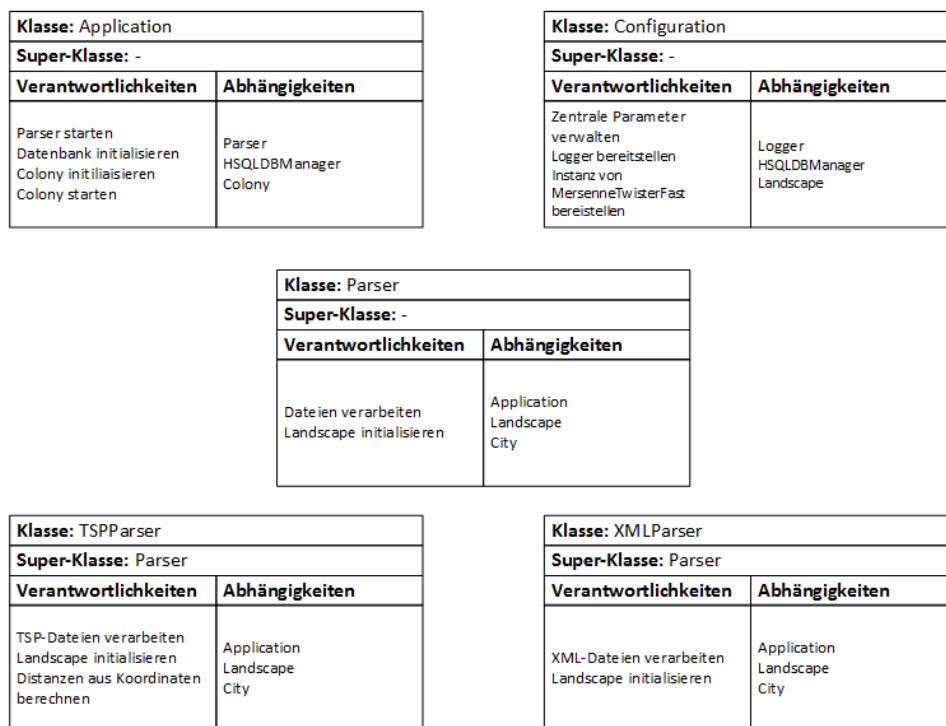 Klasse: Application
Super-Klasse: -
Verantwortlichkeiten Abhängigkeiten
Parser starten
Datenbank initialisieren
Colony initiliaisieren
Colony starten
Parser
HSQLDBManager
Colony
Klasse: Configuration
Super-Klasse: -
Verantwortlichkeiten Abhängigkeiten
Zentrale Parameter
verwalten
Logger bereitstellen
Instanz von
MersenneTwisterFast
bereistellen
Logger
HSQLDBManager
Landscape
Klasse: Parser
Super-Klasse: -
Verantwortlichkeiten Abhängigkeiten
Dateien verarbeiten
Landscape initialisieren
Application
Landscape
City
Klasse: TSPParser
Super-Klasse: Parser
Verantwortlichkeiten Abhängigkeiten
TSP-Dateien verarbeiten
Landscape initialisieren
Distanzen aus Koordinaten
berechnen
Application
Landscape
City
Klasse: XMLParser
Super-Klasse: Parser
Verantwortlichkeiten Abhängigkeiten
XML-Dateien verarbeiten
Landscape initialisieren
Application
Landscape
City